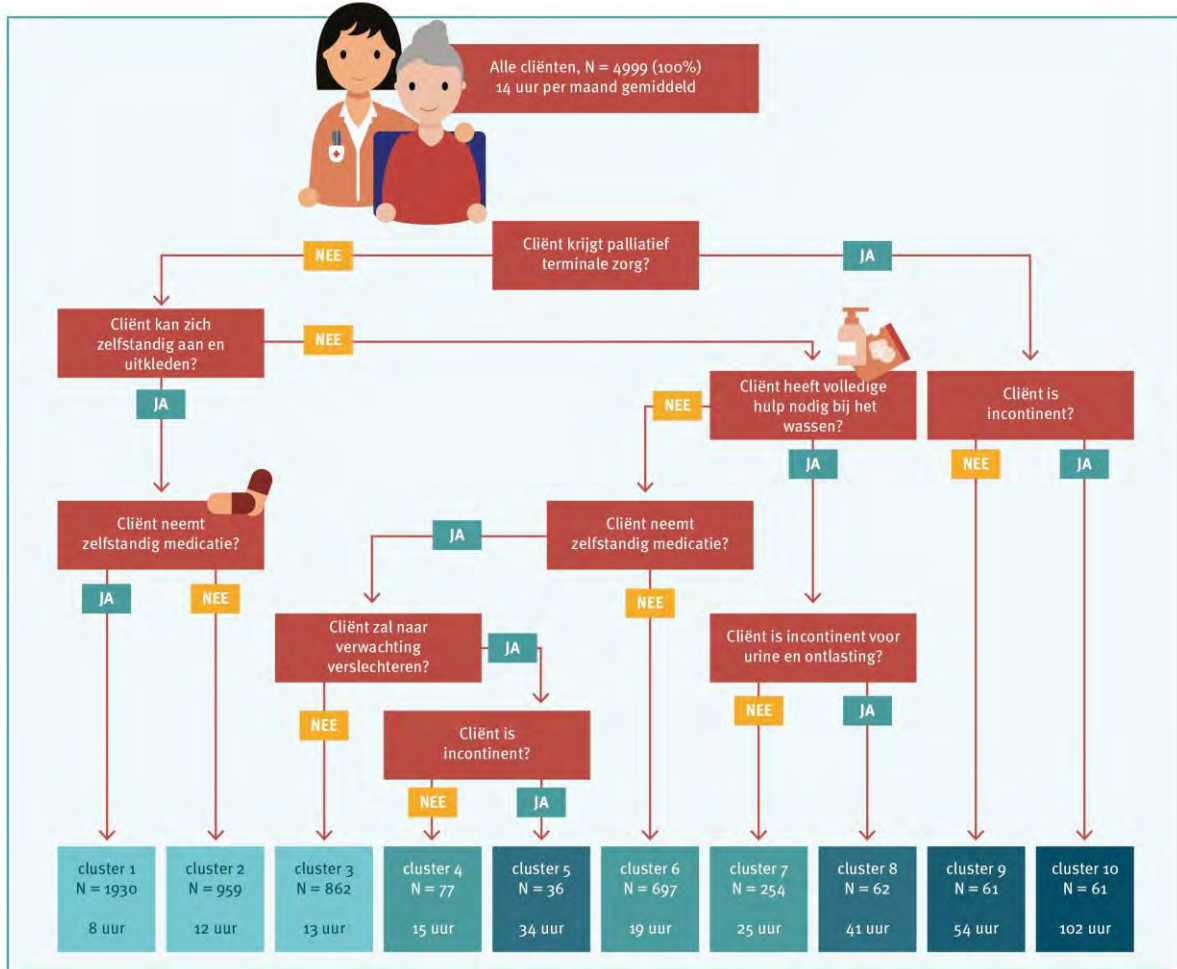 Alle cliënten, N = 4999 (100%)
14 uur per maand gemiddeld
NEE
Cliënt krijgt palliatief
terminale zorg?
JA
Cliënt kan zich
zelfstandig aan en
uitkleden?
NEE
JA
Cliënt heeft volledige
hulp nodig bij het
wassen?
NEE
JA
Cliënt is
incontinent?
NEE
JA
Cliënt neemt
zelfstandig medicatie?
JA
NEE
Cliënt neemt
zelfstandig medicatie?
JA
NEE
Cliënt zal naar
verwachting
verslechteren?
JA
NEE
Cliënt is incontinent voor
urine en ontlasting?
NEE
JA
Cliënt is
incontinent?
NEE
JA
cluster 1
N = 1930
8 uur
cluster 2
N = 959
12 uur
cluster 3
N = 862
13 uur
cluster 4
N = 77
15 uur
cluster 5
N = 36
34 uur
cluster 6
N = 697
19 uur
cluster 7
N = 254
25 uur
cluster 8
N = 62
41 uur
cluster 9
N = 61
54 uur
cluster 10
N = 61
102 uur